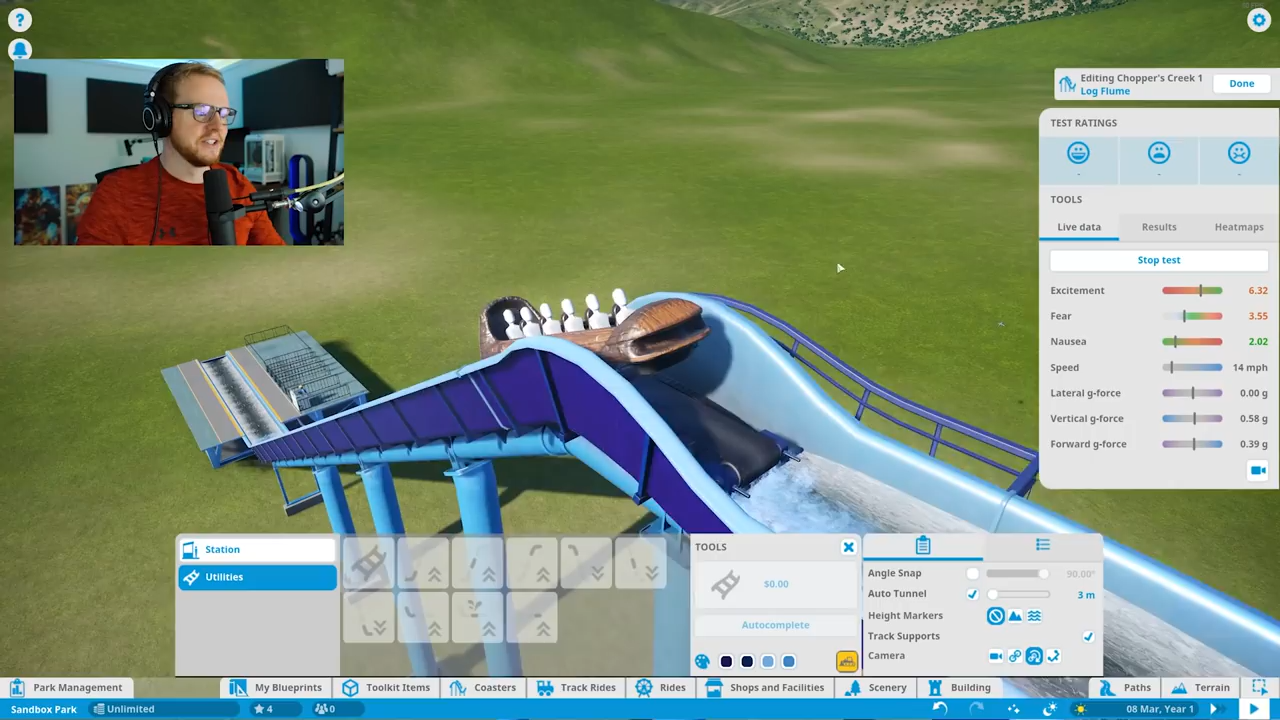 ?
Editing Chopper's Creek 1
Log Flume
Done
TEST RATINGS
- - -
TOOLS
Live data Results Heatmaps
Stop test
Excitement 6.32
Fear 3.55
Nausea 2.02
Speed 14 mph
Lateral g-force 0.00 g
Vertical g-force 0.58 g
Forward g-force 0.39 g
Station
Utilities
TOOLS
$0.00
Autocomplete
Angle Snap 90.00°
Auto Tunnel 3 m
Height Markers
Track Supports
Camera
Park Management My Blueprints Toolkit Items Coasters Track Rides Rides Shops and Facilities Scenery Building Paths Terrain
Sandbox Park Unlimited 4 0 08 Mar, Year 1